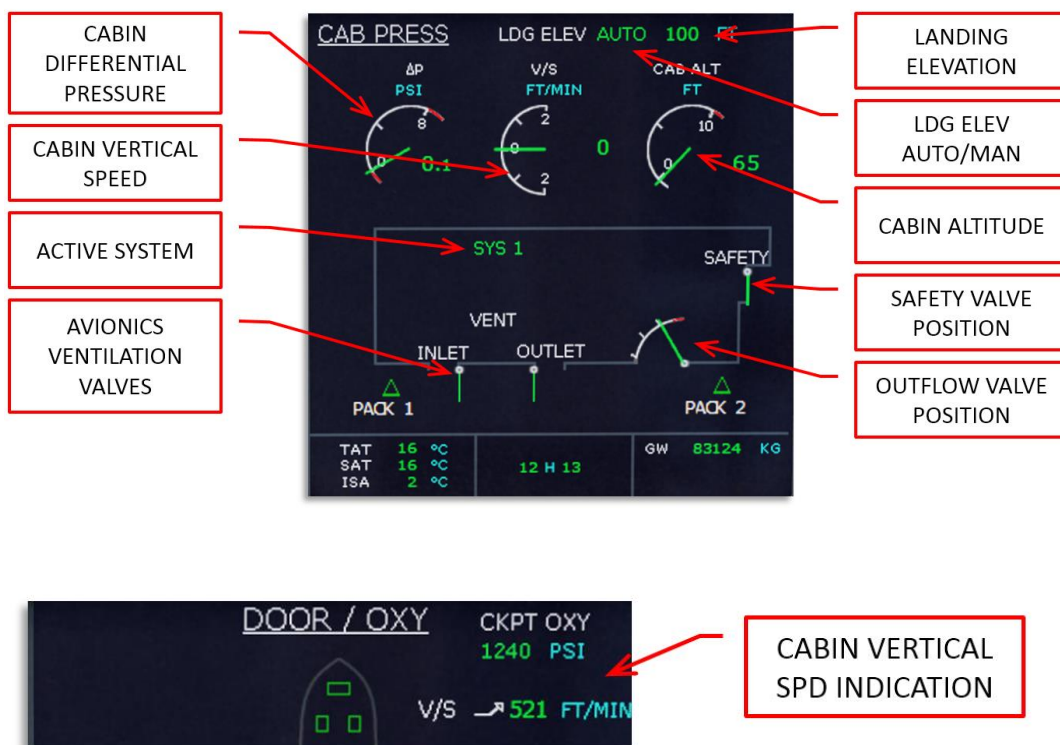 CABIN
DIFFERENTIAL
PRESSURE
CABIN VERTICAL
SPEED
ACTIVE SYSTEM
AVIONICS
VENTILATION
VALVES
CAB PRESS LDG ELEV AUTO 100 FT
ΔP V/S CAB ALT
PSI FT/MIN FT
8 2 10
0 0.1 0 0 0 65
2
SYS 1
SAFETY
VENT
INLET OUTLET
PACK 1 PACK 2
TAT 16 °C GW 83124 KG
SAT 16 °C 12 H 13
ISA 2 °C
LANDING
ELEVATION
LDG ELEV
AUTO/MAN
CABIN ALTITUDE
SAFETY VALVE
POSITION
OUTFLOW VALVE
POSITION
DOOR / OXY CKPT OXY
1240 PSI
V/S 521 FT/MIN
CABIN VERTICAL
SPD INDICATION